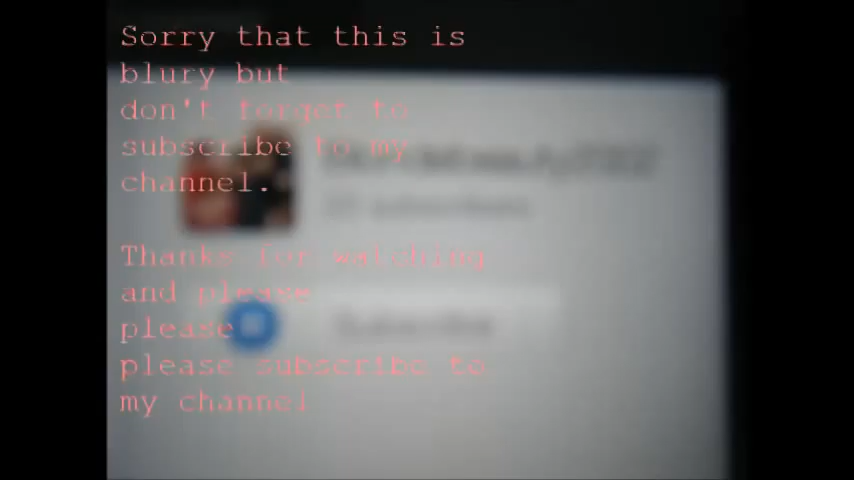 Sorry that this is
blury but
don't forget to
subscribe to my
channel.
Thanks for watching
and please
please
please subscribe to
my channel
Subscribe